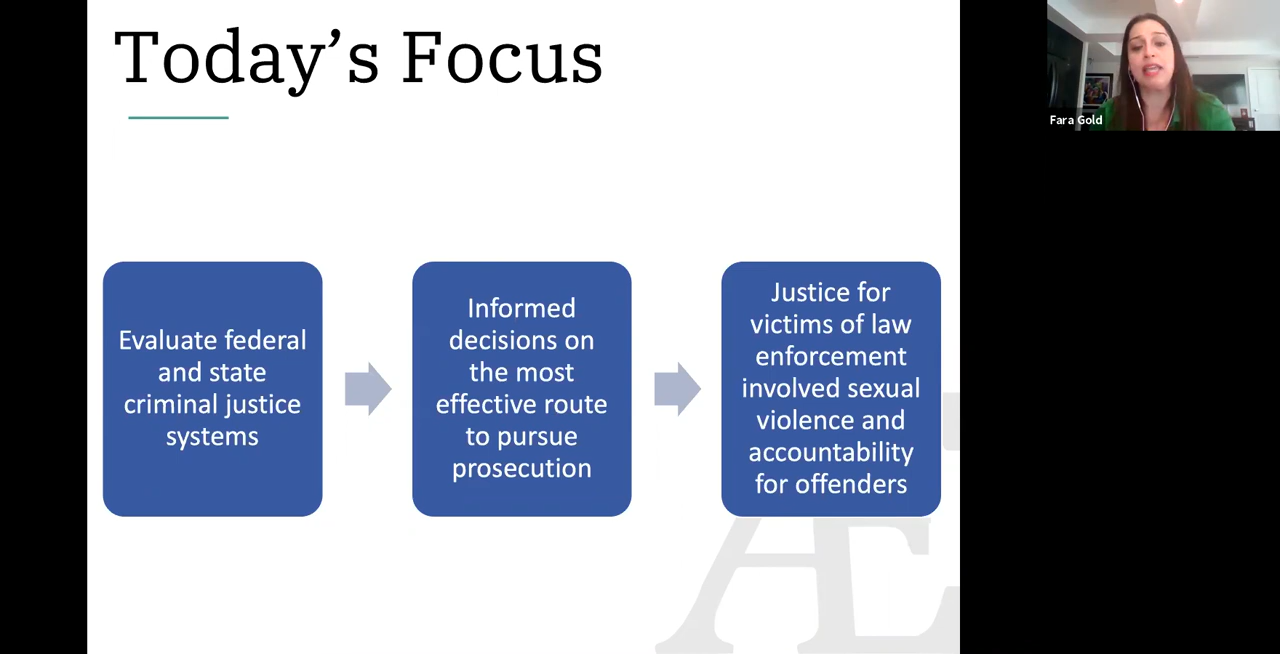 Today’s Focus
Fara Gold
Evaluate federal
and state
criminal justice
systems
Informed
decisions on
the most
effective route
to pursue
prosecution
Justice for
victims of law
enforcement
involved sexual
violence and
accountability
for offenders
Æ